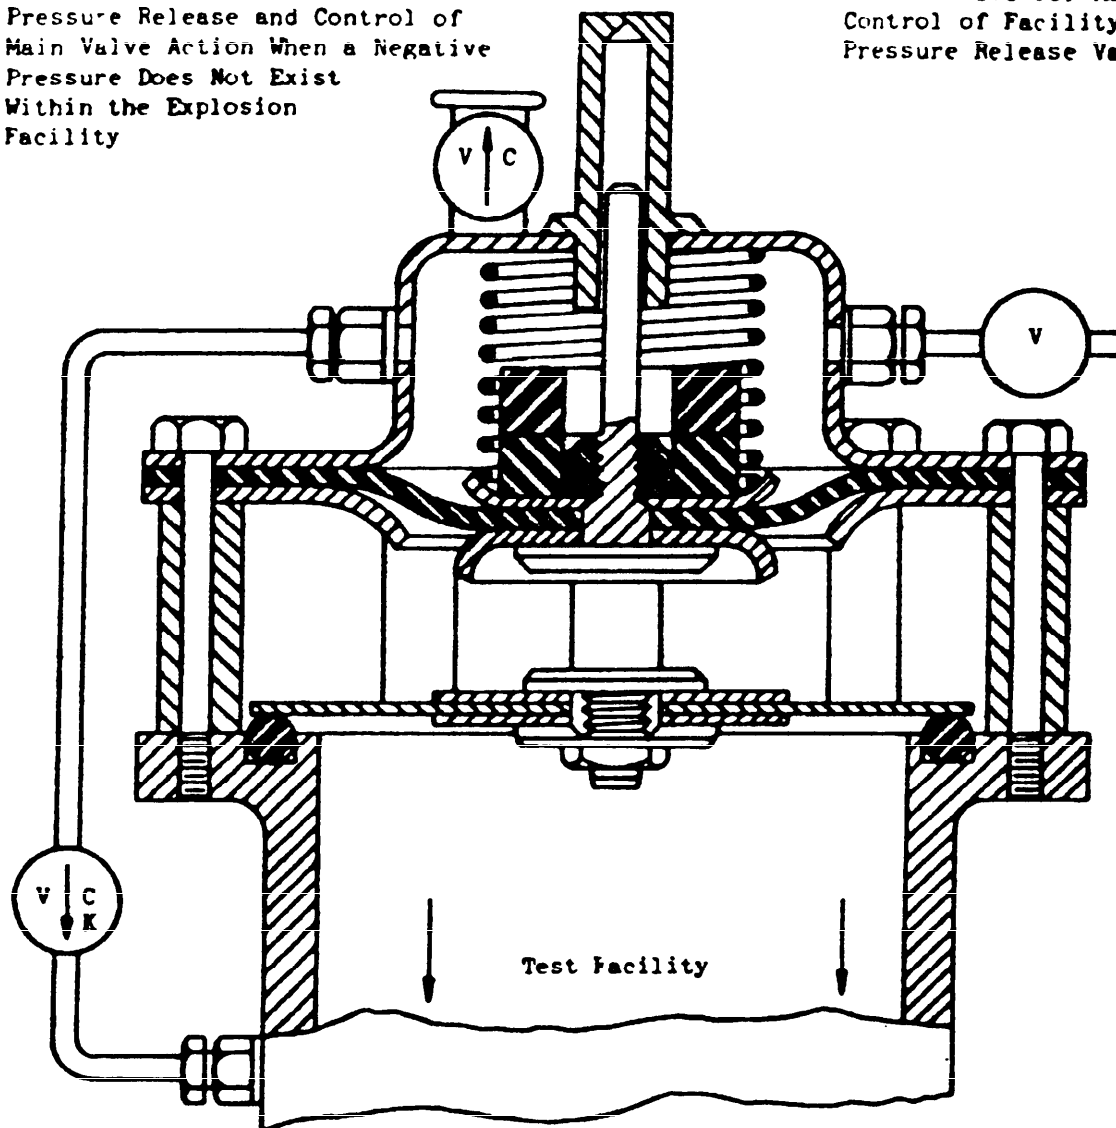 Pressure Release and Control of
Main Valve Action When a Negative
Pressure Does Not Exist
Within the Explosion
Facility
Control of Facility
Pressure Release Va
V C
V
V C
K
Test Facility